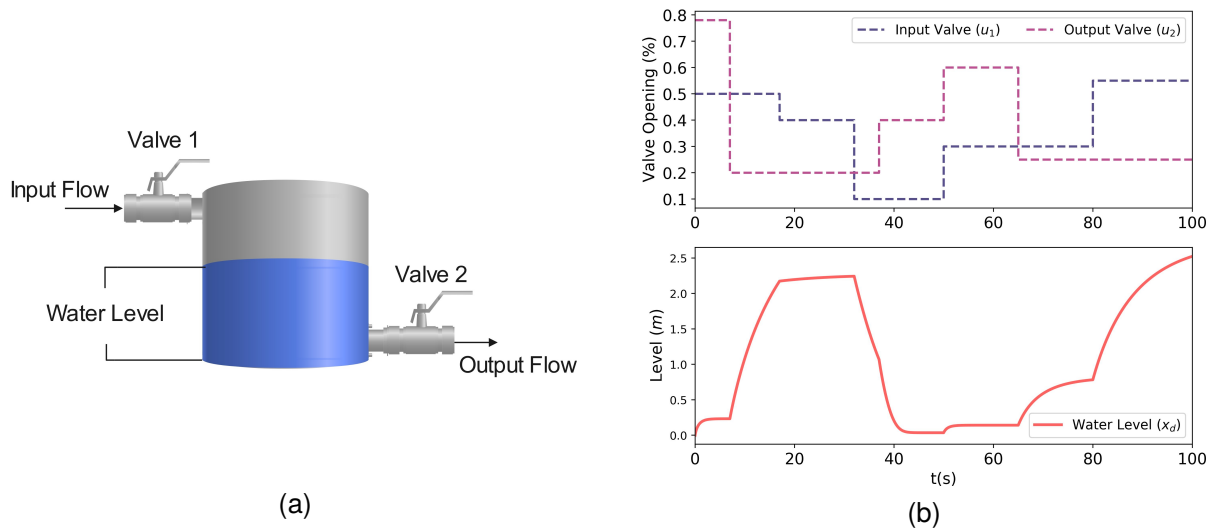 Valve 1
Input Flow
Water Level
Valve 2
Output Flow
(a)
Valve Opening (%)
0.8
0.7
0.6
0.5
0.4
0.3
0.2
0.1
Input Valve (u₁)
Output Valve (u₂)
0 20 40 60 80 100
Level (m)
2.5
2.0
1.5
1.0
0.5
0.0
Water Level (x_d)
0 20 40 60 80 100
t(s)
(b)